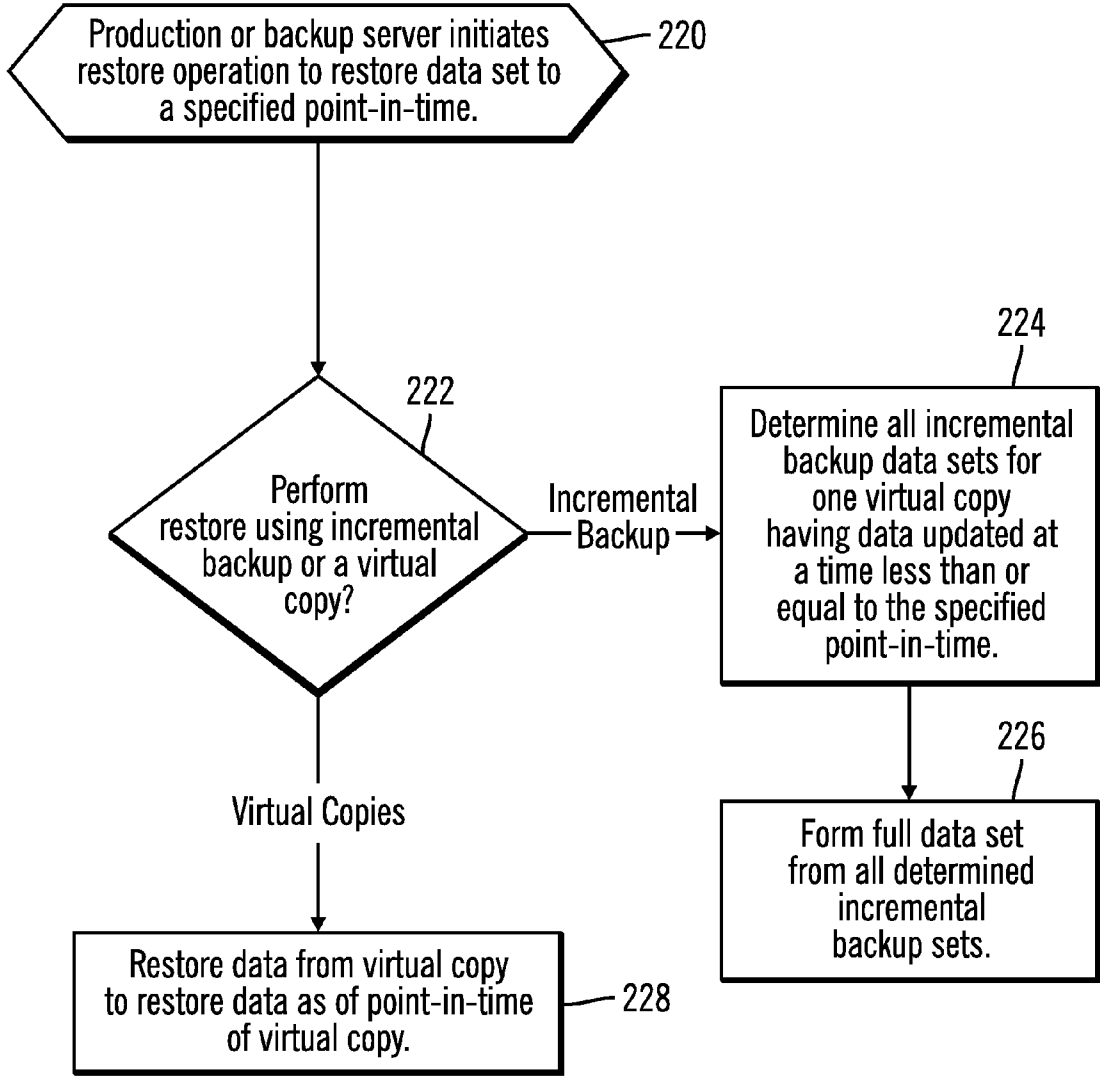 Production or backup server initiates
restore operation to restore data set to
a specified point-in-time.
220
222
Perform
restore using incremental
backup or a virtual
copy?
Incremental
Backup
224
Determine all incremental
backup data sets for
one virtual copy
having data updated at
a time less than or
equal to the specified
point-in-time.
226
Form full data set
from all determined
incremental
backup sets.
Virtual Copies
Restore data from virtual copy
to restore data as of point-in-time
of virtual copy.
228